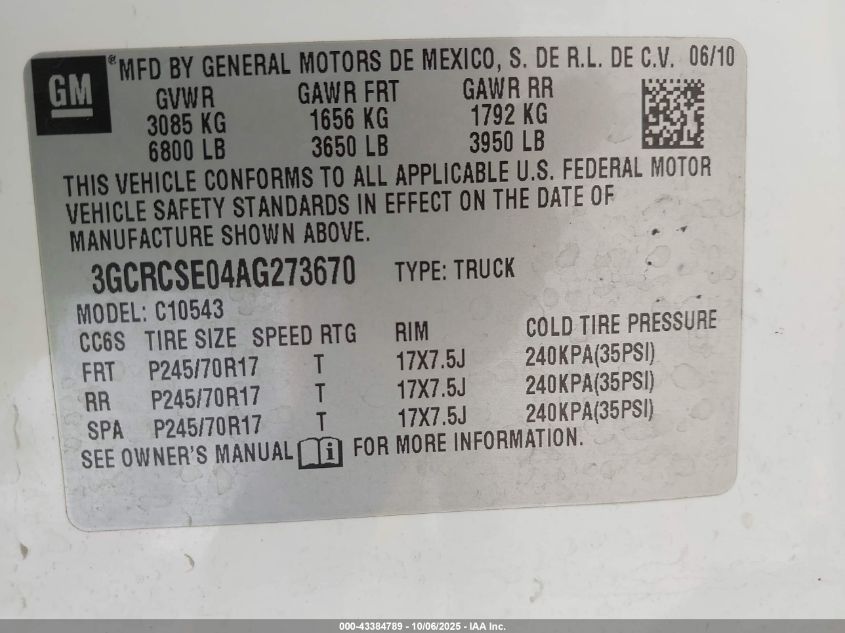 GM
® MFD BY GENERAL MOTORS DE MEXICO, S. DE R.L. DE C.V. 06/10
GVWR GAWR FRT GAWR RR
3085 KG 1656 KG 1792 KG
6800 LB 3650 LB 3950 LB
THIS VEHICLE CONFORMS TO ALL APPLICABLE U.S. FEDERAL MOTOR
VEHICLE SAFETY STANDARDS IN EFFECT ON THE DATE OF
MANUFACTURE SHOWN ABOVE.
3GCRCSE04AG273670 TYPE: TRUCK
MODEL: C10543
CC6S TIRE SIZE SPEED RTG RIM COLD TIRE PRESSURE
FRT P245/70R17 T 17X7.5J 240KPA(35PSI)
RR P245/70R17 T 17X7.5J 240KPA(35PSI)
SPA P245/70R17 T 17X7.5J 240KPA(35PSI)
SEE OWNER'S MANUAL i FOR MORE INFORMATION.
000-43384789 - 10/06/2025 - IAA Inc.